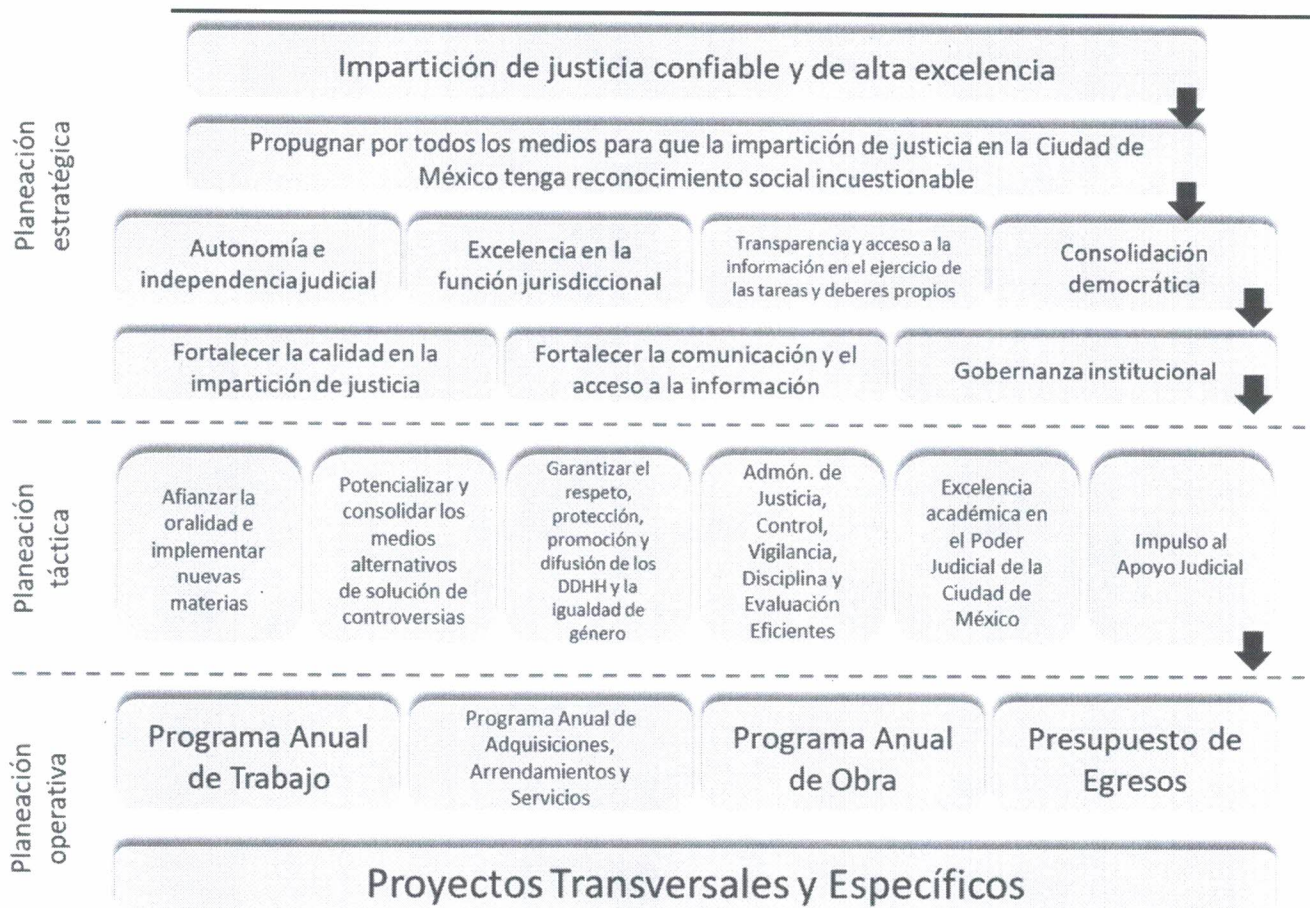 Planeación
estratégica
Impartición de justicia confiable y de alta excelencia
Propugnar por todos los medios para que la impartición de justicia en la Ciudad de
México tenga reconocimiento social incuestionable
Autonomía e
independencia judicial
Excelencia en la
función jurisdiccional
Transparencia y acceso a la
información en el ejercicio de
las tareas y deberes propios
Consolidación
democrática
Fortalecer la calidad en la
impartición de justicia
Fortalecer la comunicación y el
acceso a la información
Gobernanza institucional
Planeación
táctica
Afianzar la
oralidad e
implementar
nuevas
materias
Potencializar y
consolidar los
medios
alternativos
de solución de
controversias
Garantizar el
respeto,
protección,
promoción y
difusión de los
DDHH y la
igualdad de
género
Admón. de
Justicia,
Control,
Vigilancia,
Disciplina y
Evaluación
Eficientes
Excelencia
académica en
el Poder
Judicial de la
Ciudad de
México
Impulso al
Apoyo Judicial
Planeación
operativa
Programa Anual
de Trabajo
Programa Anual de
Adquisiciones,
Arrendamientos y
Servicios
Programa Anual
de Obra
Presupuesto de
Egresos
Proyectos Transversales y Específicos